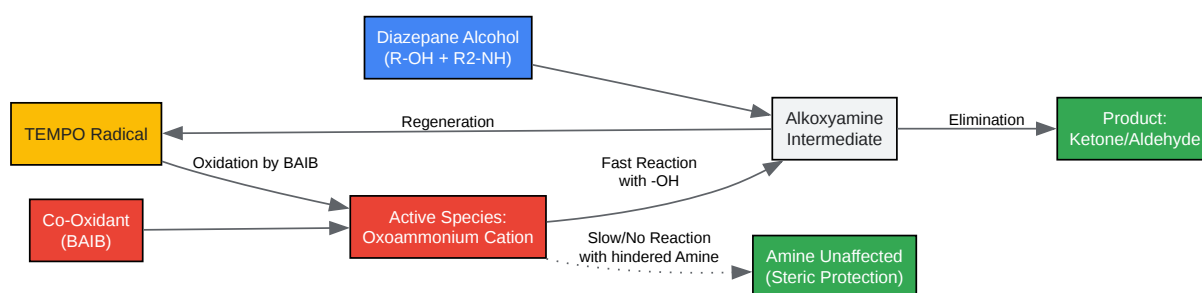 Diazepane Alcohol
(R-OH + R2-NH)
TEMPO Radical
Regeneration
Alkoxyamine
Intermediate
Elimination
Product:
Ketone/Aldehyde
Oxidation by BAIB
Fast Reaction
with -OH
Co-Oxidant
(BAIB)
Active Species:
Oxoammonium Cation
Slow/No Reaction
with hindered Amine
Amine Unaffected
(Steric Protection)